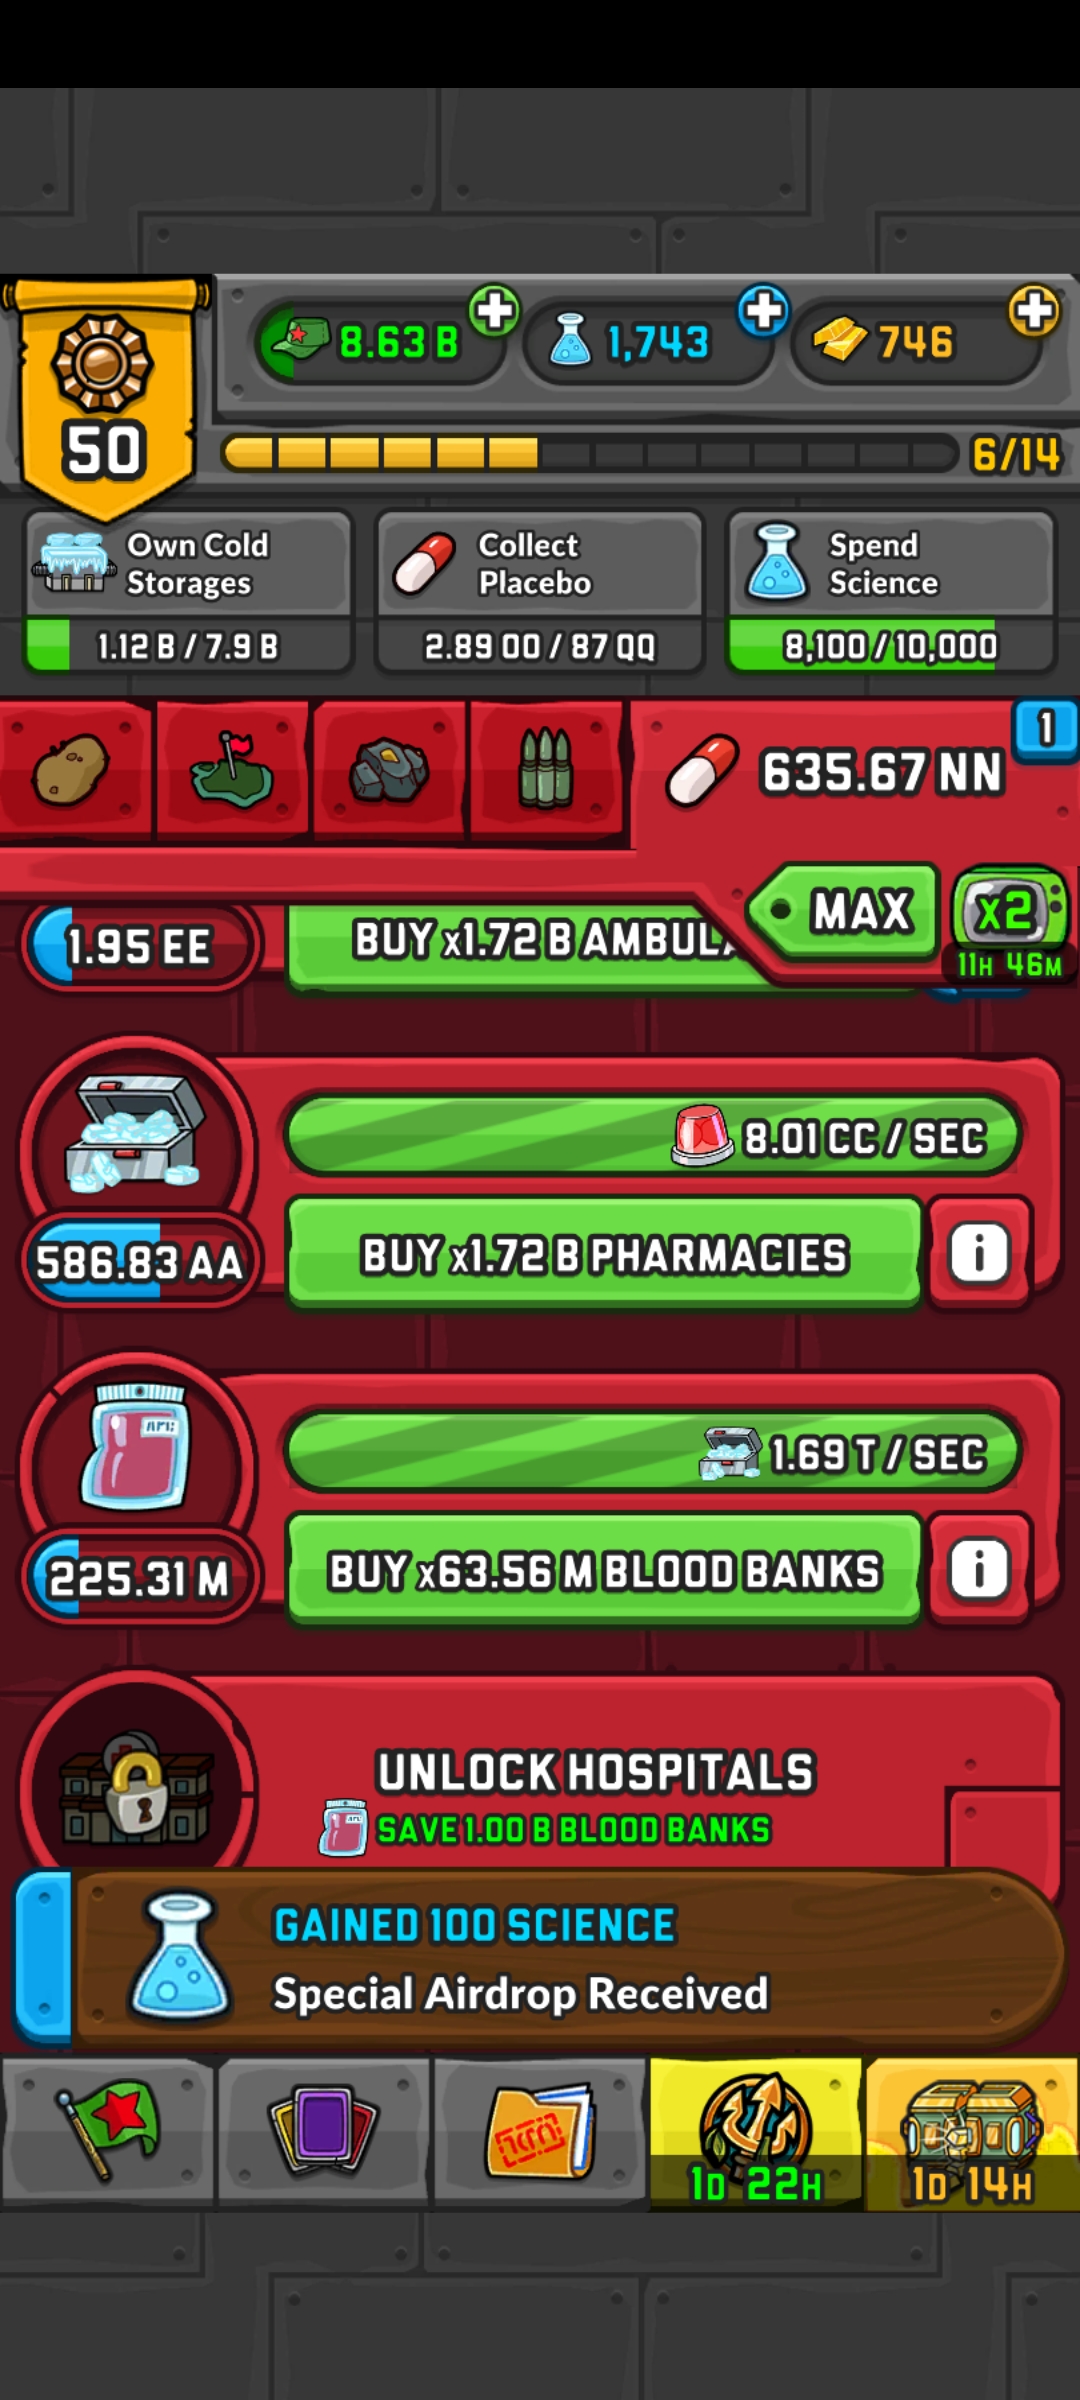 8.63 B
1,743
746
50
6/14
Own Cold
Storages
1.12 B / 7.9 B
Collect
Placebo
2.89 OO / 87 QQ
Spend
Science
8,100 / 10,000
635.67 NN
1
MAX
x2
11H 46M
1.95 EE
BUY x1.72 B AMBULA
8.01 CC / SEC
586.83 AA
BUY x1.72 B PHARMACIES
i
1.69 T / SEC
225.31 M
BUY x63.56 M BLOOD BANKS
i
UNLOCK HOSPITALS
SAVE 1.00 B BLOOD BANKS
GAINED 100 SCIENCE
Special Airdrop Received
1D 22H
1D 14H